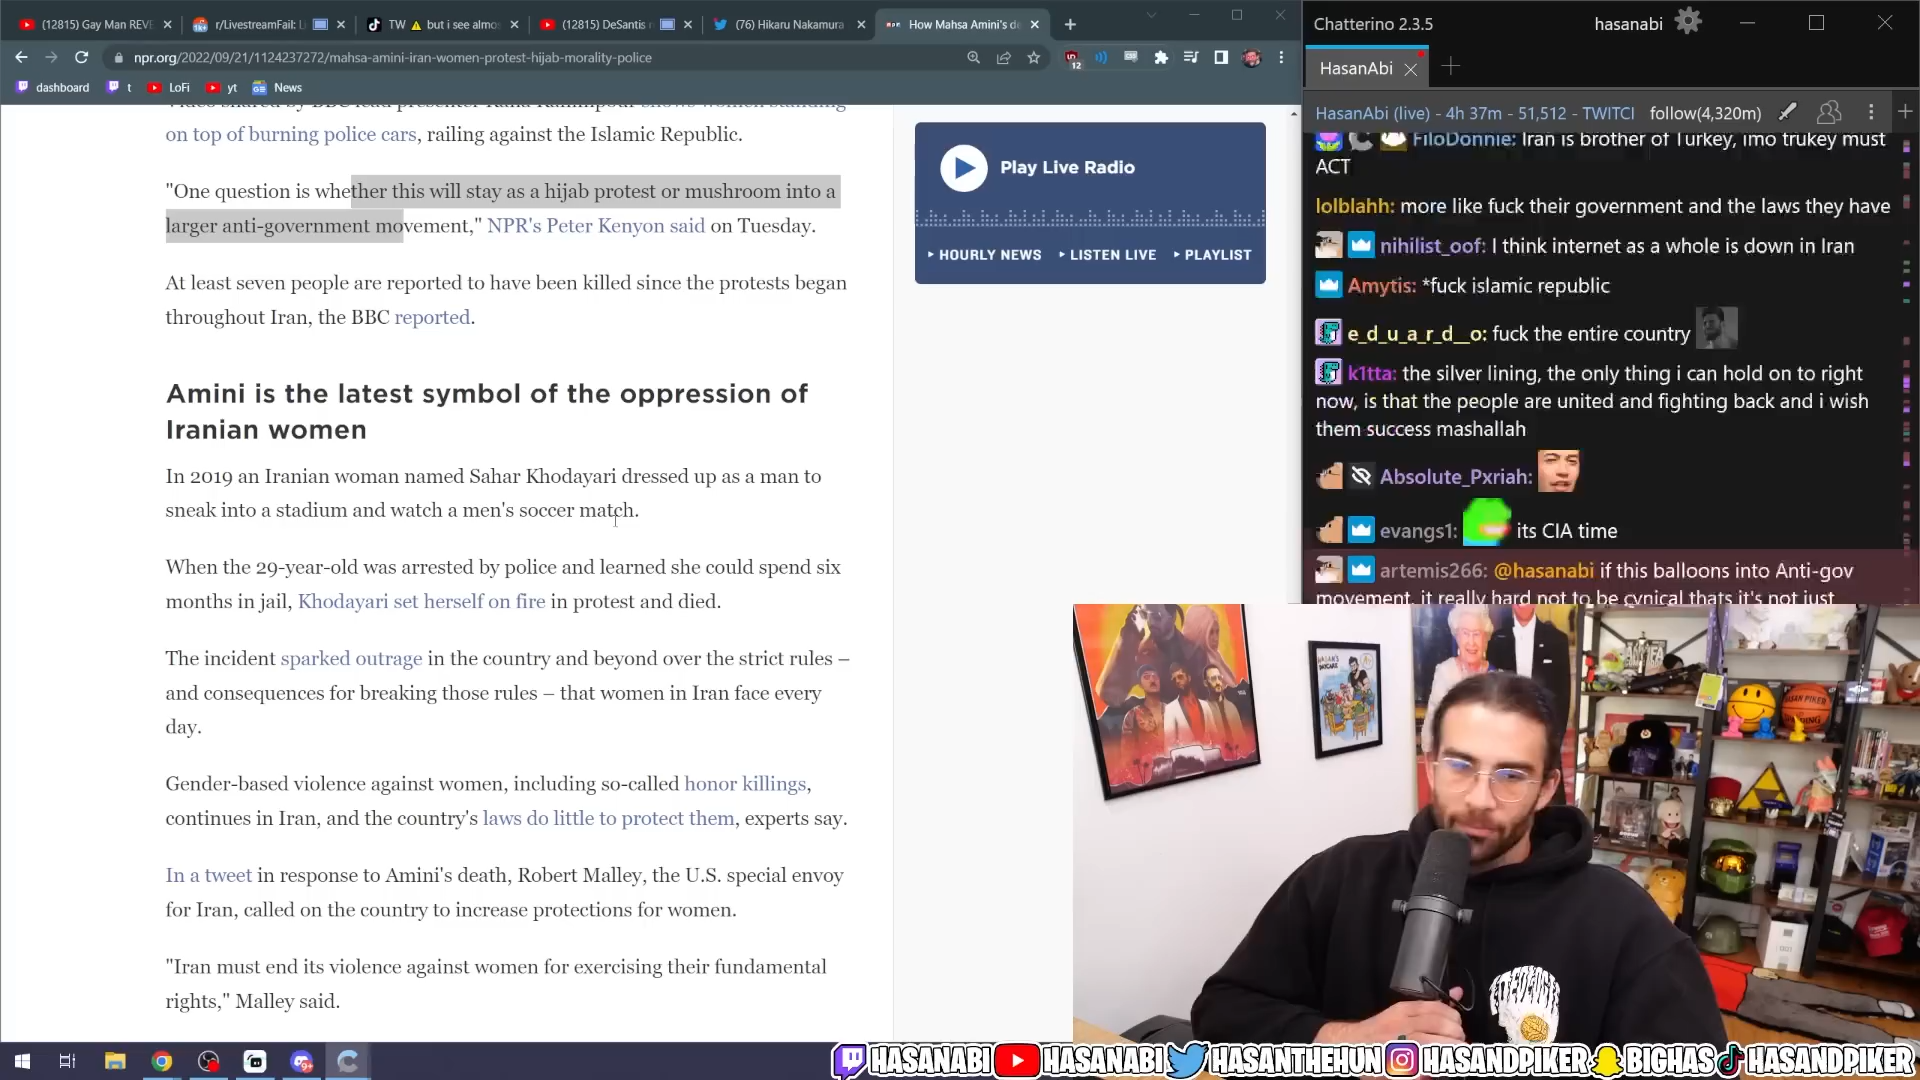 (12815) Gay Man REVE
r/LivestreamFail: L
TW ⚠ but i see almo
(12815) DeSantis r
(76) Hikaru Nakamura
How Mahsa Amini's de
npr.org/2022/09/21/1124237272/mahsa-amini-iran-women-protest-hijab-morality-police
12
dashboard
t
LoFi
yt
News
on top of burning police cars, railing against the Islamic Republic.
"One question is whether this will stay as a hijab protest or mushroom into a
larger anti-government movement," NPR's Peter Kenyon said on Tuesday.
At least seven people are reported to have been killed since the protests began
throughout Iran, the BBC reported.
Amini is the latest symbol of the oppression of
Iranian women
In 2019 an Iranian woman named Sahar Khodayari dressed up as a man to
sneak into a stadium and watch a men's soccer match.
When the 29-year-old was arrested by police and learned she could spend six
months in jail, Khodayari set herself on fire in protest and died.
The incident sparked outrage in the country and beyond over the strict rules –
and consequences for breaking those rules – that women in Iran face every
day.
Gender-based violence against women, including so-called honor killings,
continues in Iran, and the country's laws do little to protect them, experts say.
In a tweet in response to Amini's death, Robert Malley, the U.S. special envoy
for Iran, called on the country to increase protections for women.
"Iran must end its violence against women for exercising their fundamental
rights," Malley said.
Play Live Radio
HOURLY NEWS
LISTEN LIVE
PLAYLIST
Chatterino 2.3.5
hasanabi
HasanAbi
HasanAbi (live) - 4h 37m - 51,512 - TWITCI
follow(4,320m)
FiloDonnie: Iran is brother of Turkey, imo trukey must
ACT
lolblahh: more like fuck their government and the laws they have
nihilist_oof: I think internet as a whole is down in Iran
Amytis: *fuck islamic republic
e_d_u_a_r_d__o: fuck the entire country
k1tta: the silver lining, the only thing i can hold on to right
now, is that the people are united and fighting back and i wish
them success mashallah
Absolute_Pxriah:
evangs1: its CIA time
artemis266: @hasanabi if this balloons into Anti-gov
movement, it really hard not to be cynical thats it's not just
HASANABI
HASANABI
HASANTHEHUN
HASANDPIKER
BIGHAS
HASANDPIKER